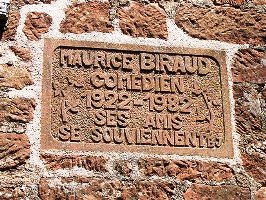 MAURICE BIRAUD
COMEDIEN
1922-1982
SES AMIS
SE SOUVIENNENT